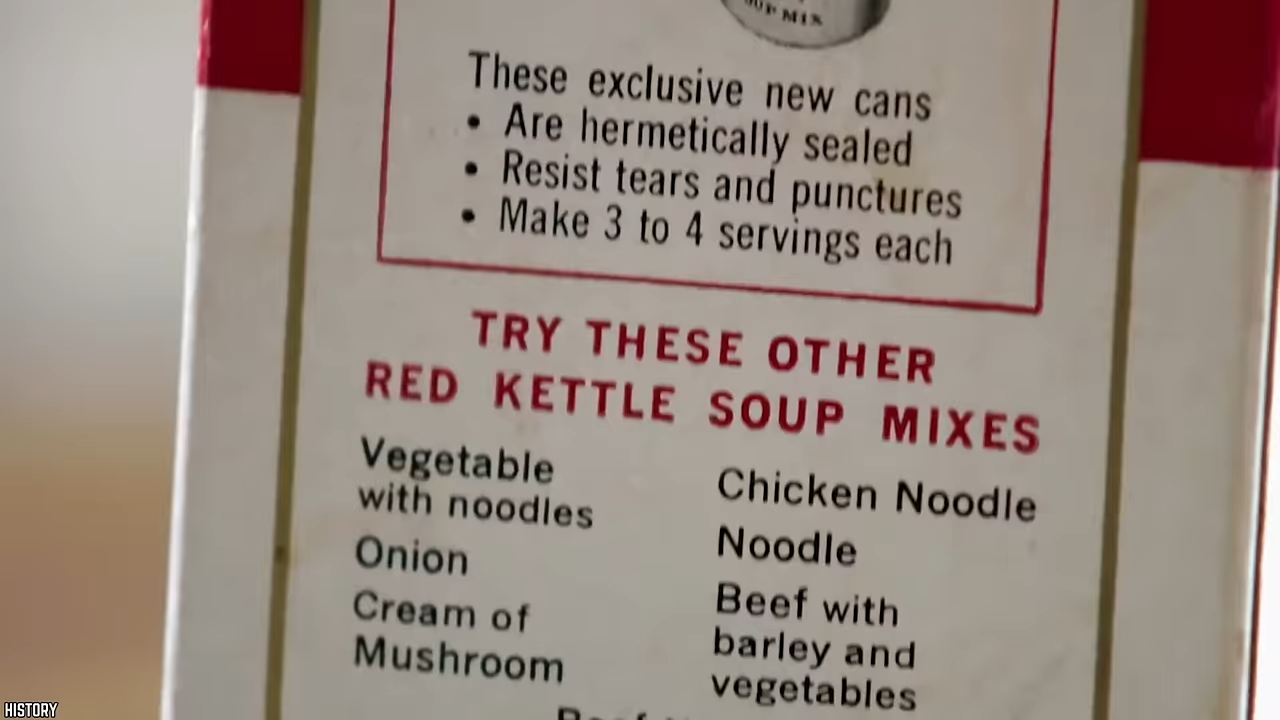 UP MIX
These exclusive new cans
• Are hermetically sealed
• Resist tears and punctures
• Make 3 to 4 servings each
TRY THESE OTHER
RED KETTLE SOUP MIXES
Vegetable
with noodles
Onion
Cream of
Mushroom
Chicken Noodle
Noodle
Beef with
barley and
vegetables
HISTORY